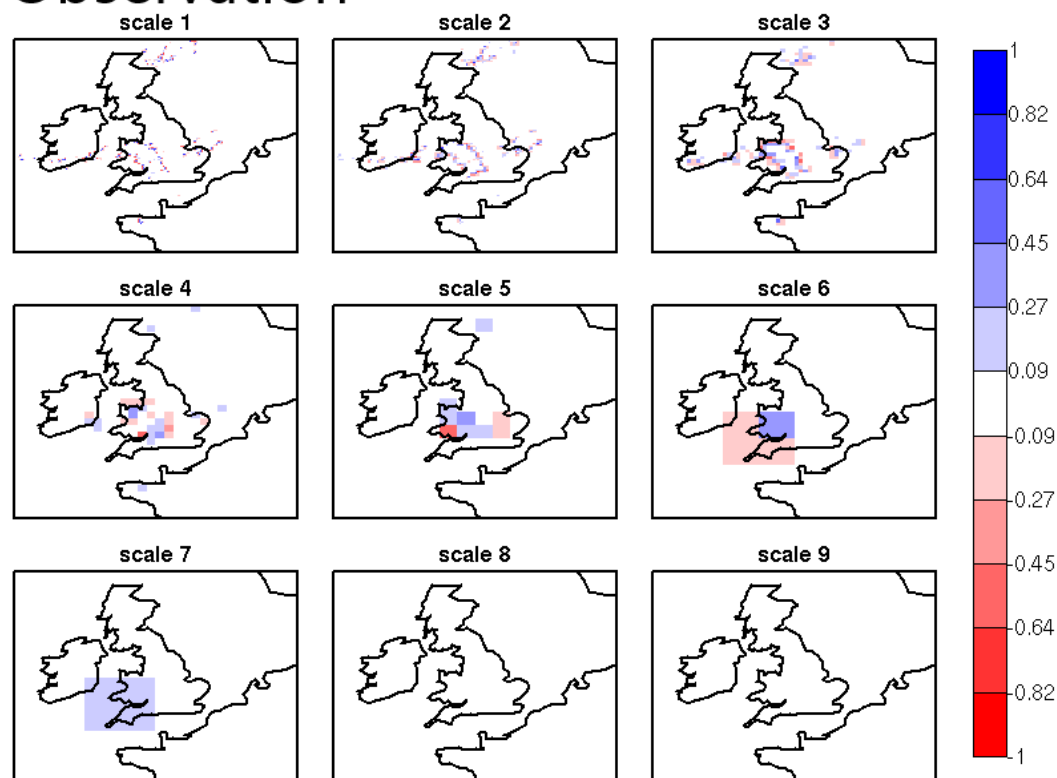 Observation
scale 1
scale 2
scale 3
scale 4
scale 5
scale 6
scale 7
scale 8
scale 9
1
0.82
0.64
0.45
0.27
0.09
-0.09
-0.27
-0.45
-0.64
-0.82
-1